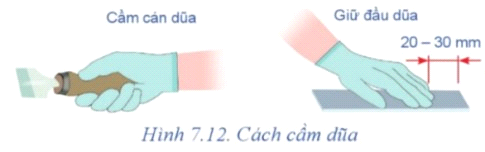 Cầm cán dũa
Giữ đầu dũa
20 – 30 mm
Hình 7.12. Cách cầm dũa